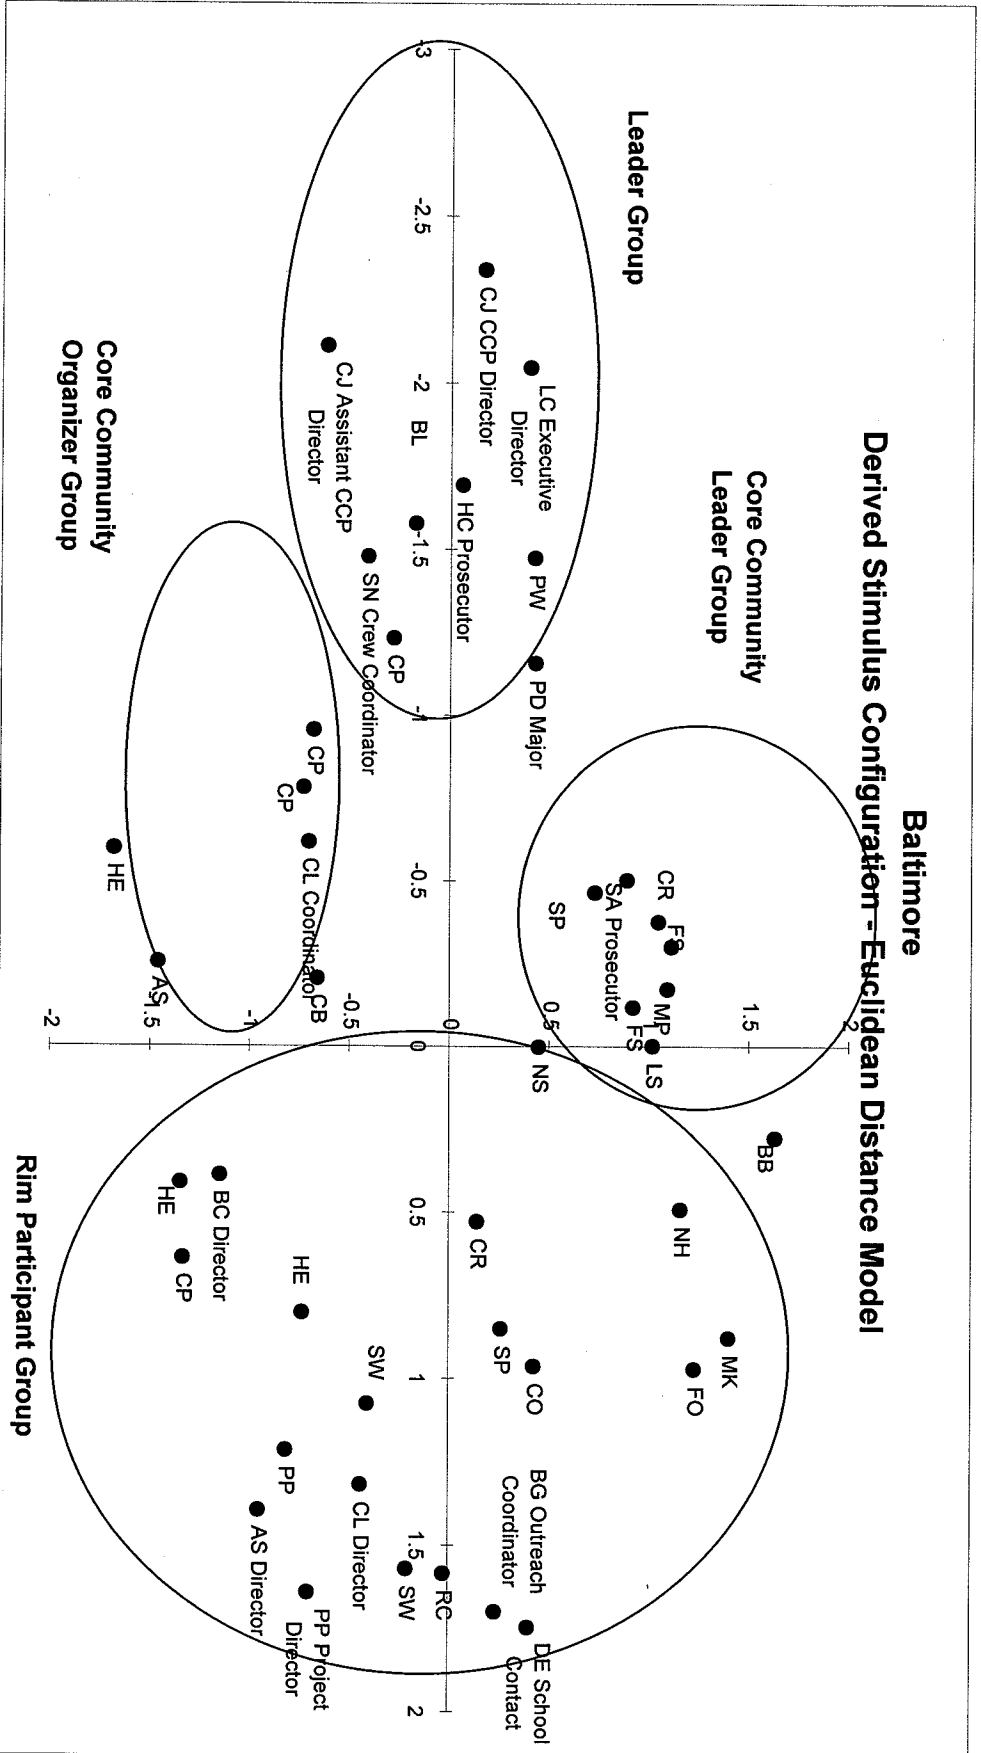 Baltimore
Derived Stimulus Configuration - Euclidean Distance Model
Core Community
Leader Group
Leader Group
2
1.5
0.5
0
-0.5
-1
-1.5
-2
-3
-2.5
-2
-1.5
-1
-0.5
0
0.5
1
1.5
2
BB
MK
FO
NH
CR
FS
MP
LS
FS
SA Prosecutor
SP
NS
LC Executive
Director
PW
PD Major
CJ CCP Director
HC Prosecutor
BL
CP
SN Crew Coordinator
CJ Assistant CCP
Director
CO
SP
CR
BG Outreach
Coordinator
DE School
Contact
RC
SW
CL Director
SW
PP Project
Director
HE
PP
AS Director
BC Director
CP
HE
CP
CP
CL Coordinator
CB
AS
HE
Core Community
Organizer Group
Rim Participant Group